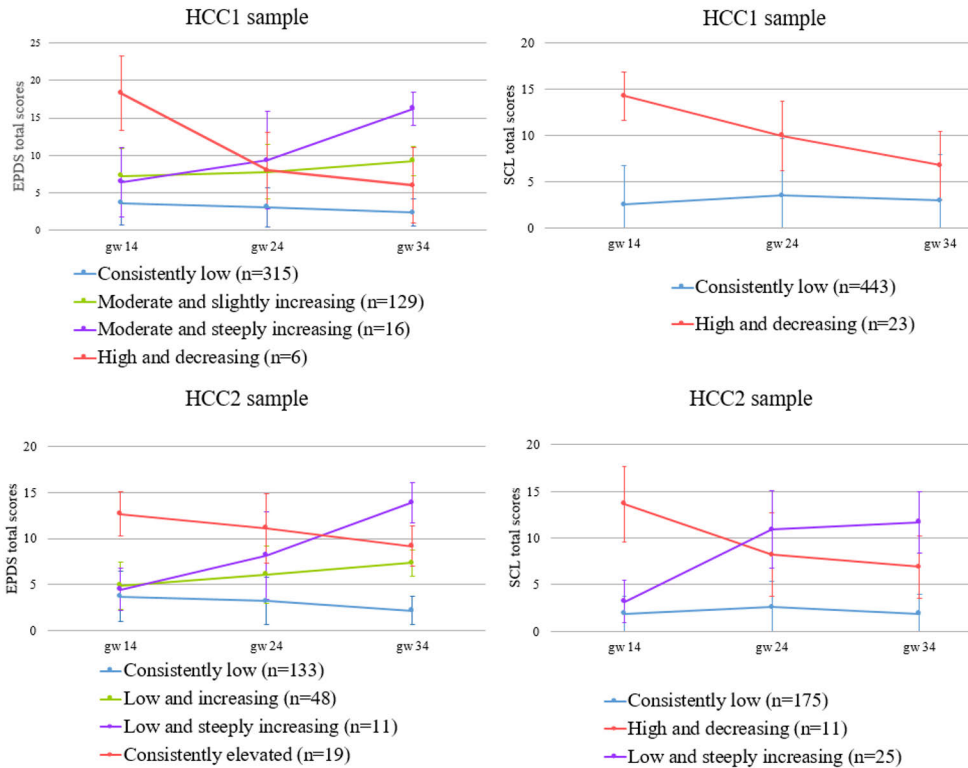 HCC1 sample
EPDS total scores
25
20
15
10
5
0
gw 14
gw 24
gw 34
Consistently low (n=315)
Moderate and slightly increasing (n=129)
Moderate and steeply increasing (n=16)
High and decreasing (n=6)
HCC1 sample
SCL total scores
20
15
10
5
0
gw 14
gw 24
gw 34
Consistently low (n=443)
High and decreasing (n=23)
HCC2 sample
EPDS total scores
20
15
10
5
0
gw 14
gw 24
gw 34
Consistently low (n=133)
Low and increasing (n=48)
Low and steeply increasing (n=11)
Consistently elevated (n=19)
HCC2 sample
SCL total scores
20
15
10
5
0
gw 14
gw 24
gw 34
Consistently low (n=175)
High and decreasing (n=11)
Low and steeply increasing (n=25)